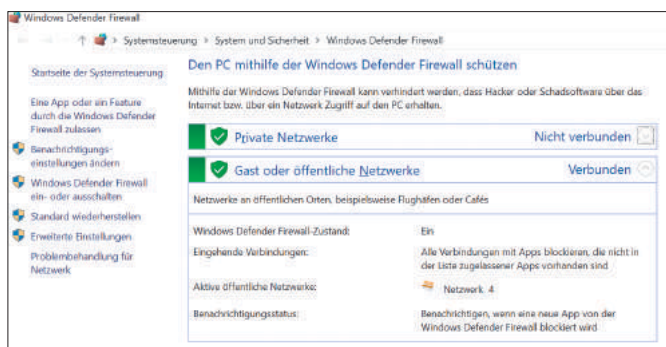 Windows Defender Firewall
Systemsteuerung > System und Sicherheit > Windows Defender Firewall
Startseite der Systemsteuerung
Eine App oder ein Feature
durch die Windows Defender
Firewall zulassen
Benachrichtigungs-
einstellungen ändern
Windows Defender Firewall
ein- oder ausschalten
Standard wiederherstellen
Erweiterte Einstellungen
Problembehandlung für
Netzwerk
Den PC mithilfe der Windows Defender Firewall schützen
Mithilfe der Windows Defender Firewall kann verhindert werden, dass Hacker oder Schadsoftware über das
Internet bzw. über ein Netzwerk Zugriff auf den PC erhalten.
Private Netzwerke Nicht verbunden
Gast oder öffentliche Netzwerke Verbunden
Netzwerke an öffentlichen Orten, beispielsweise Flughäfen oder Cafés
Windows Defender Firewall-Zustand: Ein
Eingehende Verbindungen: Alle Verbindungen mit Apps blockieren, die nicht in
der Liste zugelassener Apps vorhanden sind
Aktive öffentliche Netzwerke: Netzwerk 4
Benachrichtigungsstatus: Benachrichtigen, wenn eine neue App von der
Windows Defender Firewall blockiert wird